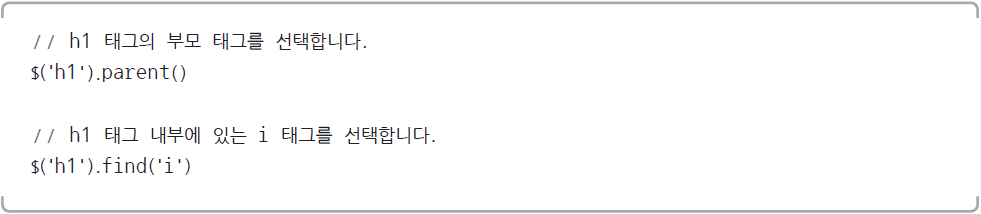 // h1 태그의 부모 태그를 선택합니다.
$('h1').parent()
// h1 태그 내부에 있는 i 태그를 선택합니다.
$('h1').find('i')